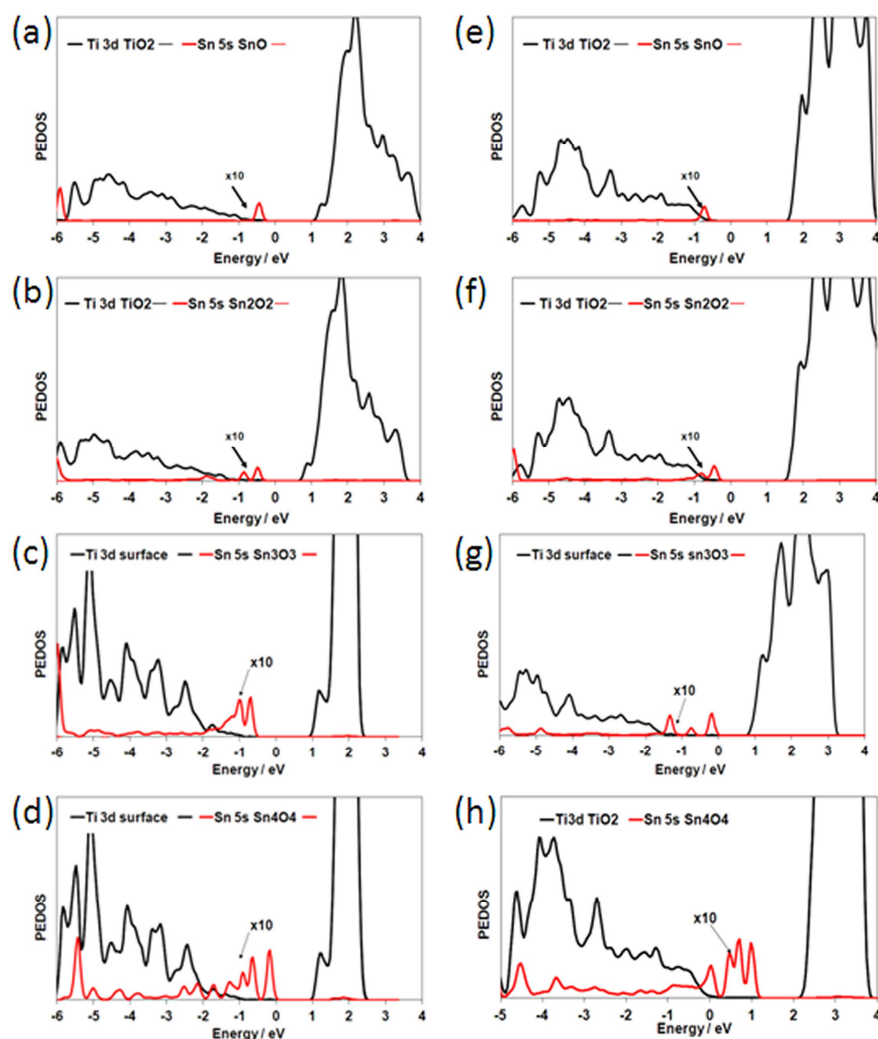 (a)
Ti 3d TiO2 Sn 5s SnO
PEDOS
x10
-6 -5 -4 -3 -2 -1 0 1 2 3 4
Energy / eV
(e)
Ti 3d TiO2 Sn 5s SnO
PEDOS
x10
-6 -5 -4 -3 -2 -1 0 1 2 3 4
Energy / eV
(b)
Ti 3d TiO2 Sn 5s Sn2O2
PEDOS
x10
-6 -5 -4 -3 -2 -1 0 1 2 3 4
Energy / eV
(f)
Ti 3d TiO2 Sn 5s Sn2O2
PEDOS
x10
-6 -5 -4 -3 -2 -1 0 1 2 3 4
Energy / eV
(c)
Ti 3d surface Sn 5s Sn3O3
PEDOS
x10
-6 -5 -4 -3 -2 -1 0 1 2 3 4
Energy / eV
(g)
Ti 3d surface Sn 5s sn3O3
PEDOS
x10
-6 -5 -4 -3 -2 -1 0 1 2 3 4
Energy / eV
(d)
Ti 3d surface Sn 5s Sn4O4
PEDOS
x10
-6 -5 -4 -3 -2 -1 0 1 2 3 4
Energy / eV
(h)
Ti3d TiO2 Sn 5s Sn4O4
PEDOS
x10
-5 -4 -3 -2 -1 0 1 2 3 4
Energy / eV